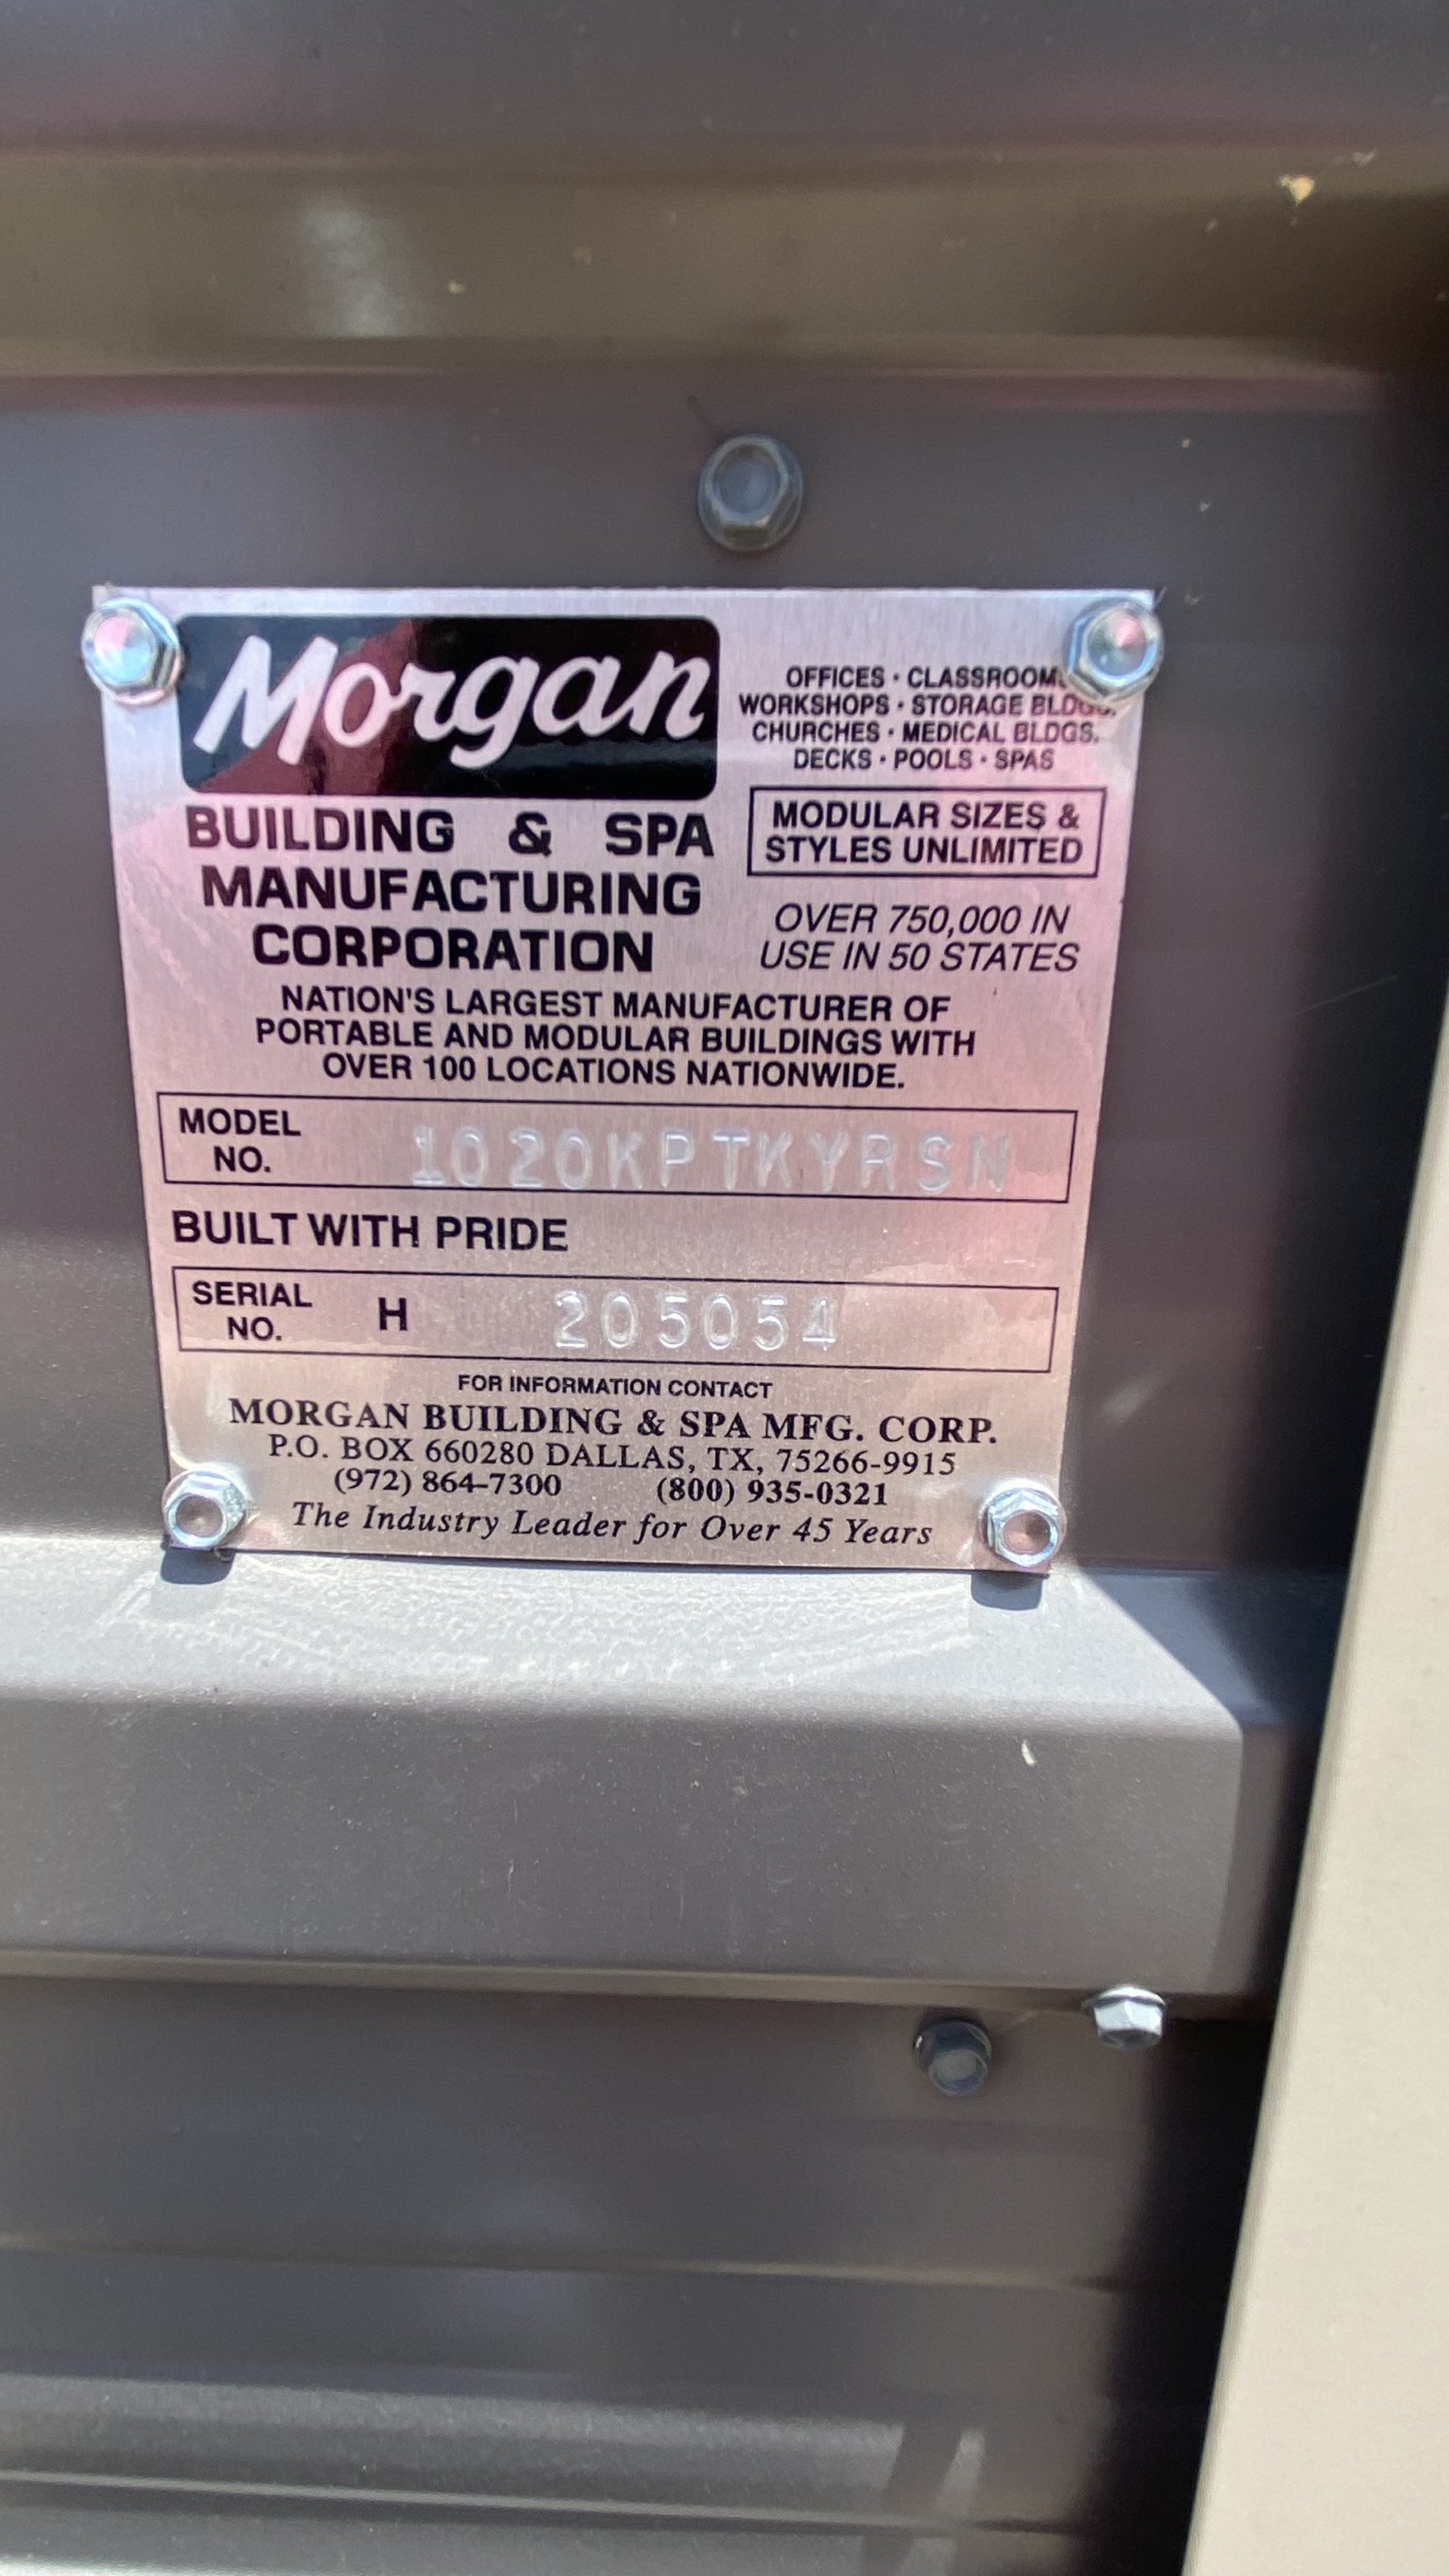 Morgan
BUILDING & SPA
MANUFACTURING
CORPORATION
OFFICES · CLASSROOMS
WORKSHOPS · STORAGE BLDGS.
CHURCHES · MEDICAL BLDGS.
DECKS · POOLS · SPAS
MODULAR SIZES &
STYLES UNLIMITED
OVER 750,000 IN
USE IN 50 STATES
NATION'S LARGEST MANUFACTURER OF
PORTABLE AND MODULAR BUILDINGS WITH
OVER 100 LOCATIONS NATIONWIDE.
MODEL NO. 1020KPTKYRSN
BUILT WITH PRIDE
SERIAL NO. H 205054
FOR INFORMATION CONTACT
MORGAN BUILDING & SPA MFG. CORP.
P.O. BOX 660280 DALLAS, TX, 75266-9915
(972) 864-7300 (800) 935-0321
The Industry Leader for Over 45 Years